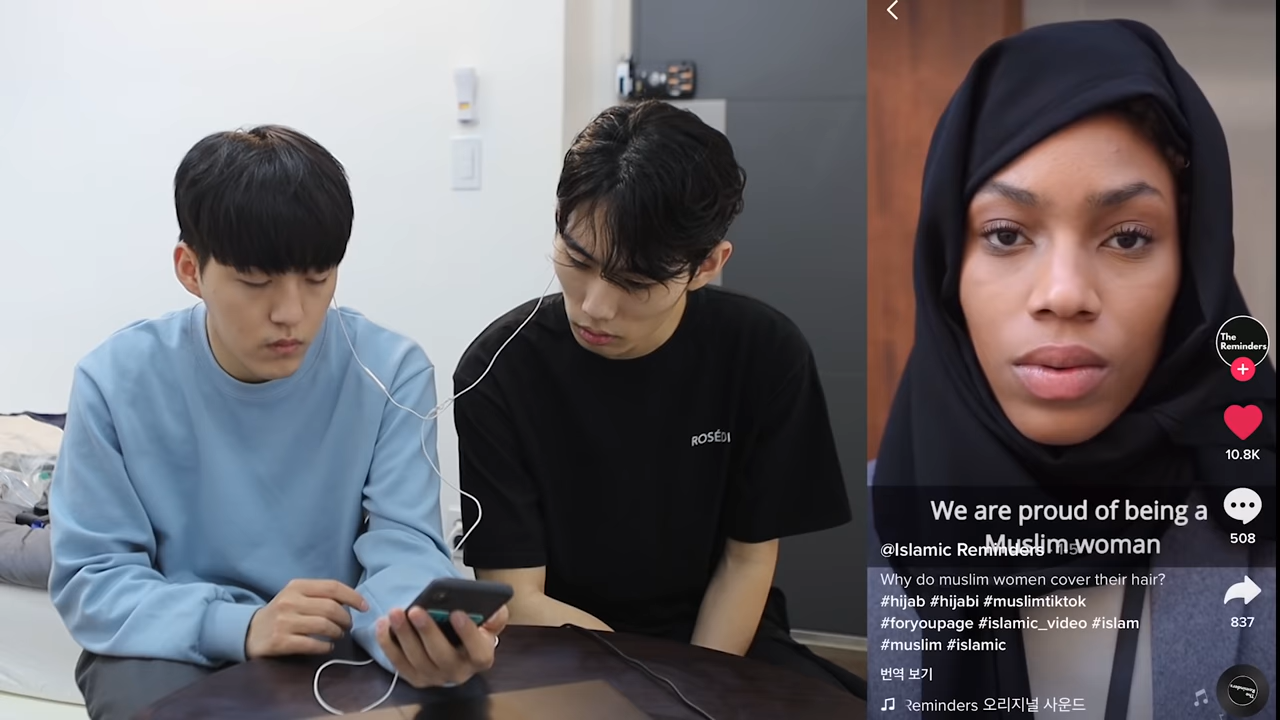 ROSÉDI
The
Reminders
10.8K
We are proud of being a
Muslim woman
508
@Islamic Reminders · 1-5
Why do muslim women cover their hair?
#hijab #hijabi #muslimtiktok
#foryoupage #islamic_video #islam
#muslim #islamic
837
번역 보기
Reminders 오리지널 사운드